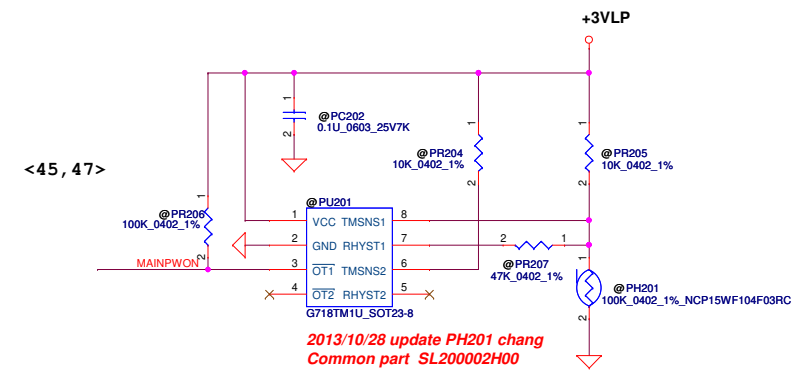 +3VLP
1
@PC202
0.1U_0603_25V7K
2
1
@PR204
10K_0402_1%
2
1
@PR205
10K_0402_1%
2
<45,47>
1
@PR206
100K_0402_1%
2
@PU201
1 VCC TMSNS1 8
2 GND RHYST1 7
3 OT1 TMSNS2 6
4 OT2 RHYST2 5
G718TM1U_SOT23-8
MAINPWON
2 1
@PR207
47K_0402_1%
1
@PH201
100K_0402_1%_NCP15WF104F03RC
2
2013/10/28 update PH201 chang
Common part SL200002H00